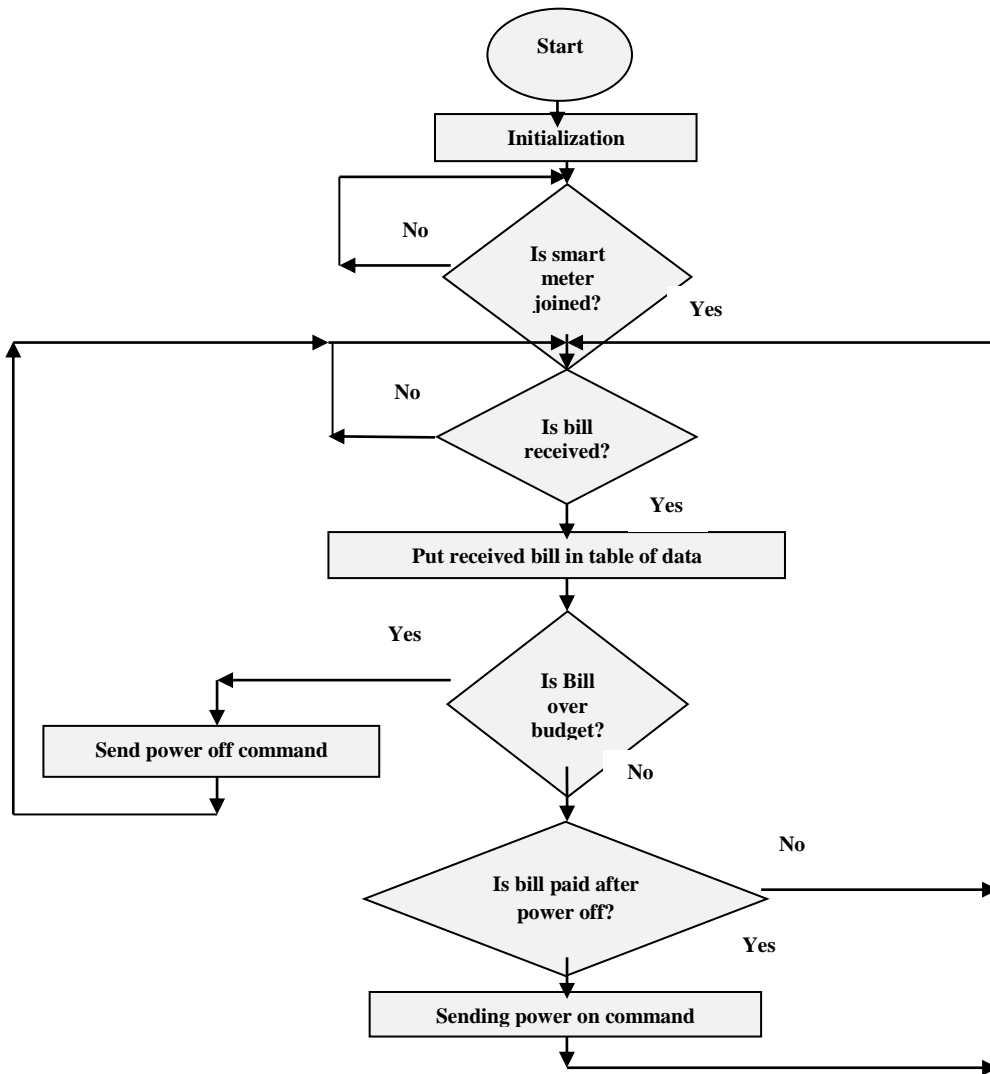 Start
Initialization
No
Is smart
meter
joined?
Yes
No
Is bill
received?
Yes
Put received bill in table of data
Yes
Is Bill
over
budget?
Send power off command
No
No
Is bill paid after
power off?
Yes
Sending power on command